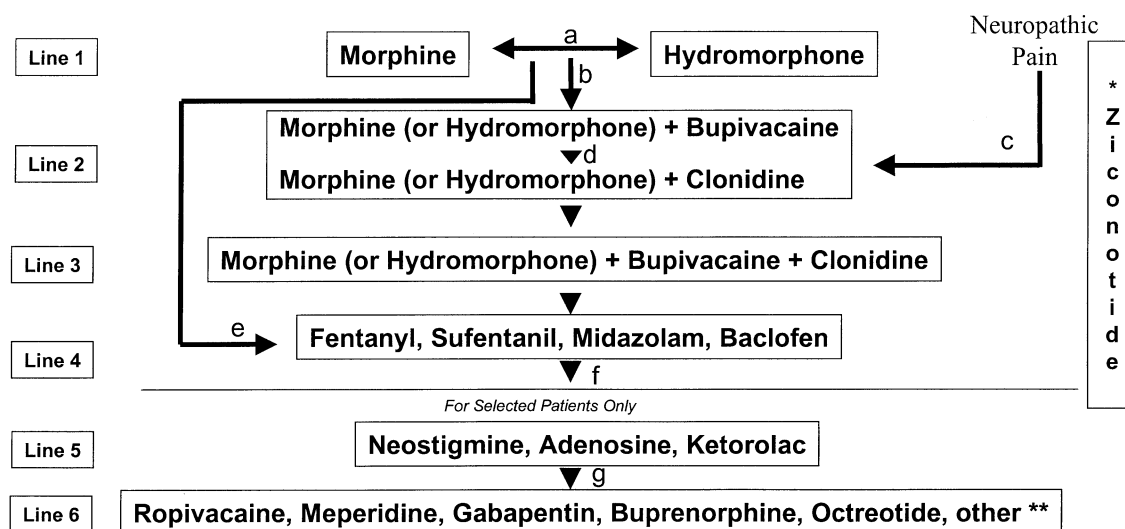 Line 1
Morphine
a
Hydromorphone
Neuropathic
Pain
b
Line 2
Morphine (or Hydromorphone) + Bupivacaine
d
Morphine (or Hydromorphone) + Clonidine
c
Line 3
Morphine (or Hydromorphone) + Bupivacaine + Clonidine
e
Line 4
Fentanyl, Sufentanil, Midazolam, Baclofen
f
For Selected Patients Only
Line 5
Neostigmine, Adenosine, Ketorolac
g
Line 6
Ropivacaine, Meperidine, Gabapentin, Buprenorphine, Octreotide, other **
* Ziconotide